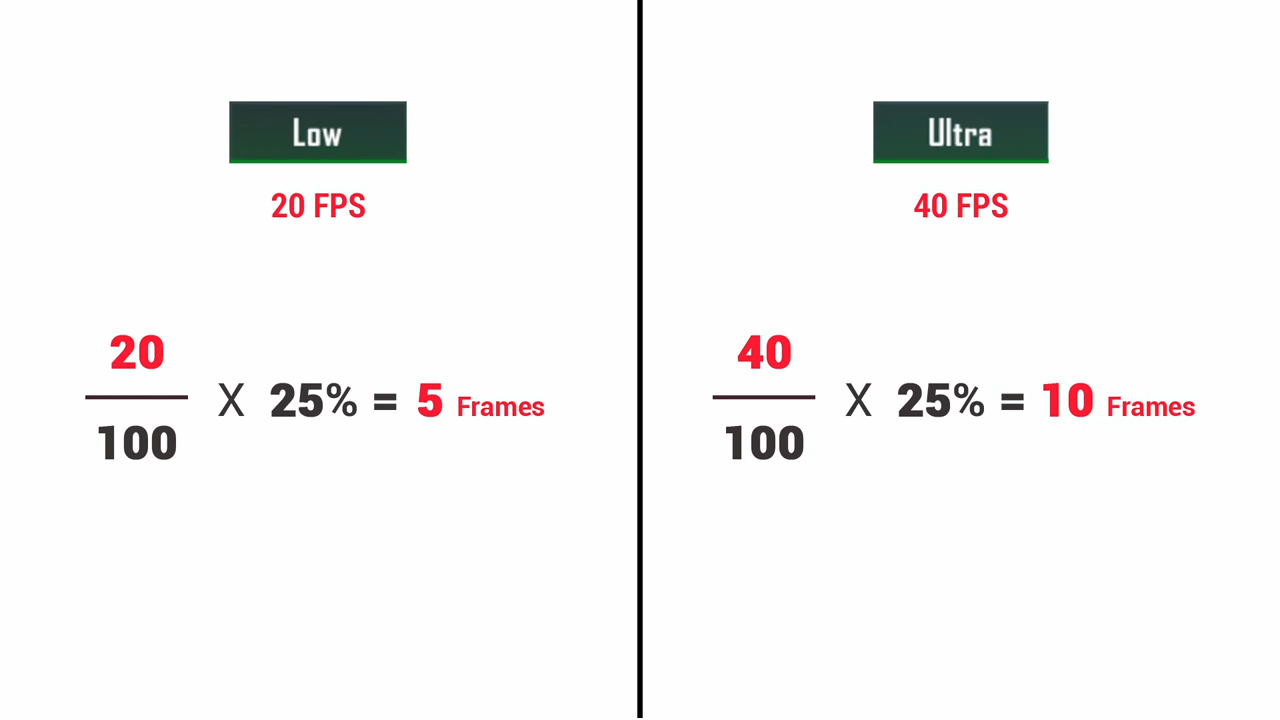 Low
20 FPS
20
X 25% = 5 Frames
100
Ultra
40 FPS
40
X 25% = 10 Frames
100